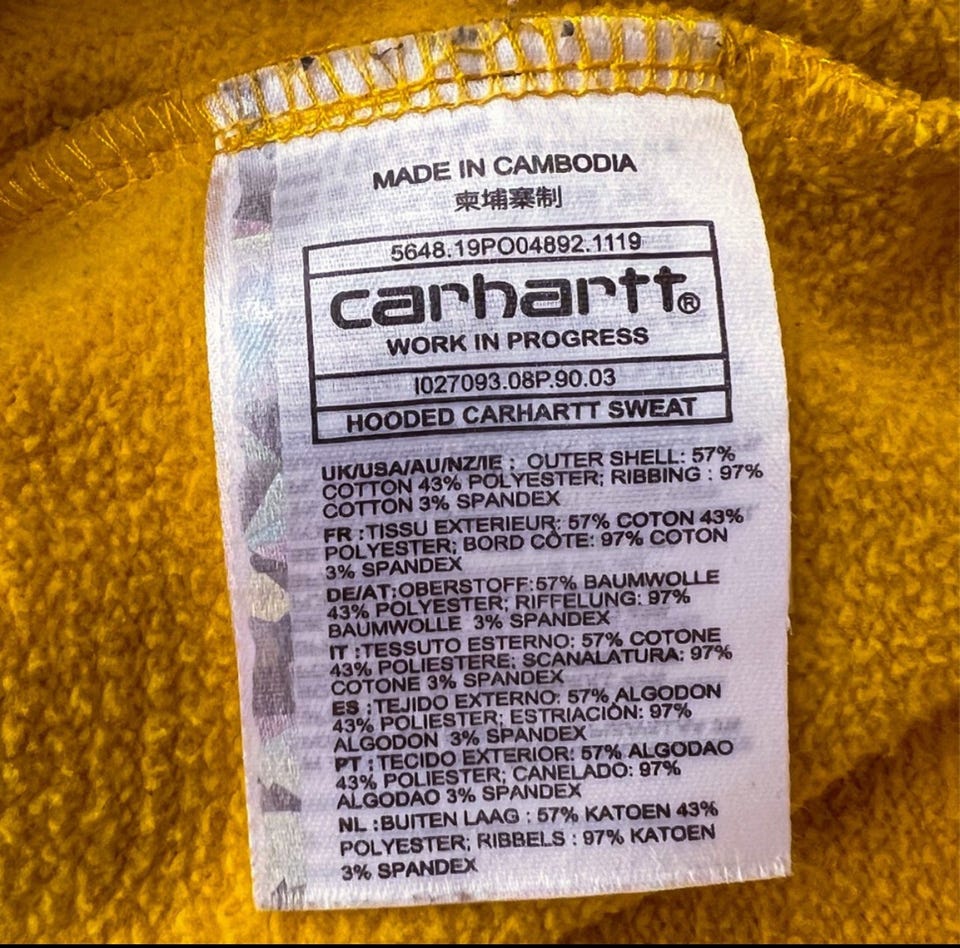 MADE IN CAMBODIA
柬埔寨制
5648.19PO04892.1119
carhartt®
WORK IN PROGRESS
I027093.08P.90.03
HOODED CARHARTT SWEAT
UK/USA/AU/NZ/IE : OUTER SHELL: 57%
COTTON 43% POLYESTER; RIBBING : 97%
COTTON 3% SPANDEX
FR :TISSU EXTERIEUR: 57% COTON 43%
POLYESTER; BORD CÔTE: 97% COTON
3% SPANDEX
DE/AT:OBERSTOFF:57% BAUMWOLLE
43% POLYESTER; RIFFELUNG: 97%
BAUMWOLLE 3% SPANDEX
IT :TESSUTO ESTERNO: 57% COTONE
43% POLIESTERE; SCANALATURA: 97%
COTONE 3% SPANDEX
ES :TEJIDO EXTERNO: 57% ALGODON
43% POLIESTER; ESTRIACIÓN: 97%
ALGODON 3% SPANDEX
PT :TECIDO EXTERIOR: 57% ALGODAO
43% POLIESTER; CANELADO: 97%
ALGODAO 3% SPANDEX
NL :BUITEN LAAG : 57% KATOEN 43%
POLYESTER; RIBBELS : 97% KATOEN
3% SPANDEX